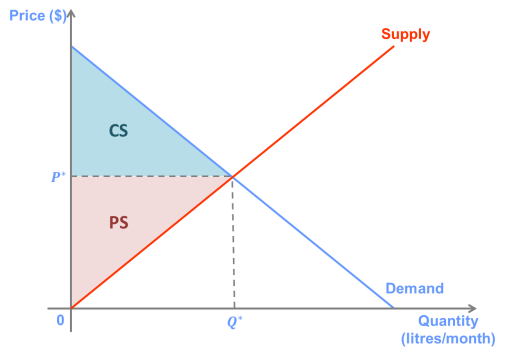 Price ($)
Supply
CS
P*
PS
Demand
0
Q*
Quantity
(litres/month)